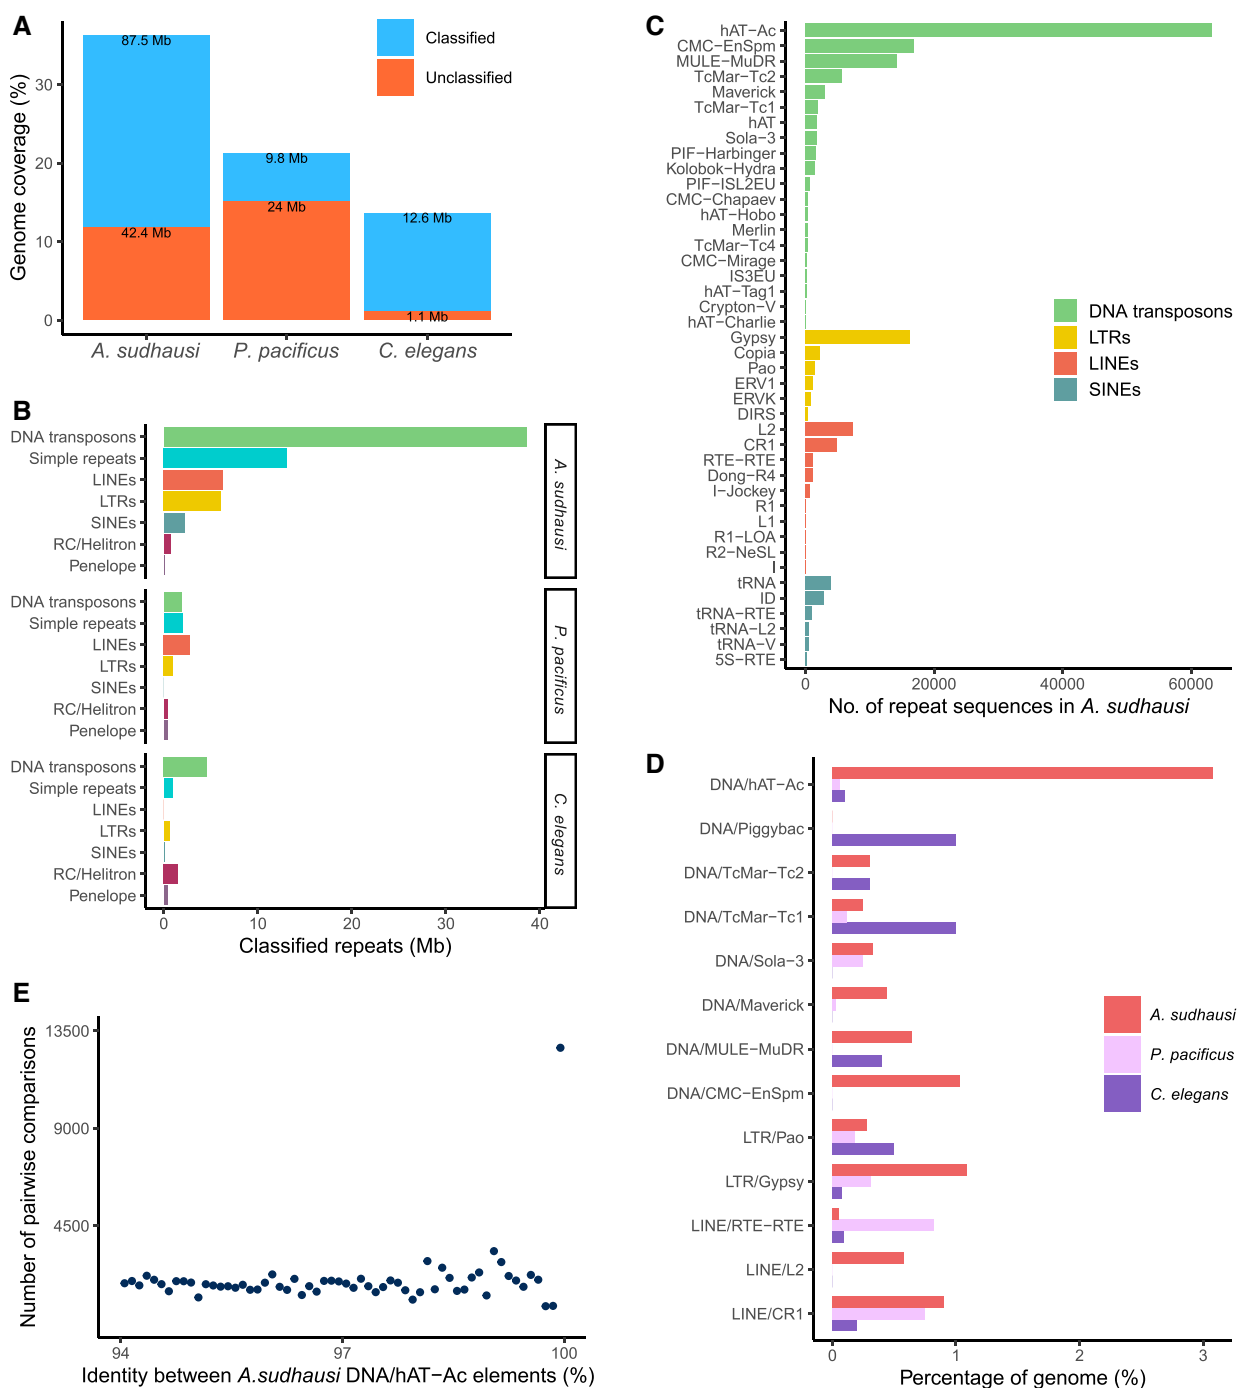 A
Genome coverage (%)
30
20
10
0
87.5 Mb
42.4 Mb
9.8 Mb
24 Mb
12.6 Mb
1.1 Mb
A. sudhausi
P. pacificus
C. elegans
Classified
Unclassified
B
DNA transposons
Simple repeats
LINEs
LTRs
SINEs
RC/Helitron
Penelope
A. sudhausi
DNA transposons
Simple repeats
LINEs
LTRs
SINEs
RC/Helitron
Penelope
P. pacificus
DNA transposons
Simple repeats
LINEs
LTRs
SINEs
RC/Helitron
Penelope
C. elegans
0 10 20 30 40
Classified repeats (Mb)
C
hAT−Ac
CMC−EnSpm
MULE−MuDR
TcMar−Tc2
Maverick
TcMar−Tc1
hAT
Sola−3
PIF−Harbinger
Kolobok−Hydra
PIF−ISL2EU
CMC−Chapaev
hAT−Hobo
Merlin
TcMar−Tc4
CMC−Mirage
IS3EU
hAT−Tag1
Crypton−V
hAT−Charlie
Gypsy
Copia
Pao
ERV1
ERVK
DIRS
L2
CR1
RTE−RTE
Dong−R4
I−Jockey
R1
L1
R1−LOA
R2−NeSL
I
tRNA
ID
tRNA−RTE
tRNA−L2
tRNA−V
5S−RTE
0 20000 40000 60000
No. of repeat sequences in A. sudhausi
DNA transposons
LTRs
LINEs
SINEs
D
DNA/hAT−Ac
DNA/Piggybac
DNA/TcMar−Tc2
DNA/TcMar−Tc1
DNA/Sola−3
DNA/Maverick
DNA/MULE−MuDR
DNA/CMC−EnSpm
LTR/Pao
LTR/Gypsy
LINE/RTE−RTE
LINE/L2
LINE/CR1
0 1 2 3
Percentage of genome (%)
A. sudhausi
P. pacificus
C. elegans
E
Number of pairwise comparisons
13500
9000
4500
94 97 100
Identity between A.sudhausi DNA/hAT−Ac elements (%)